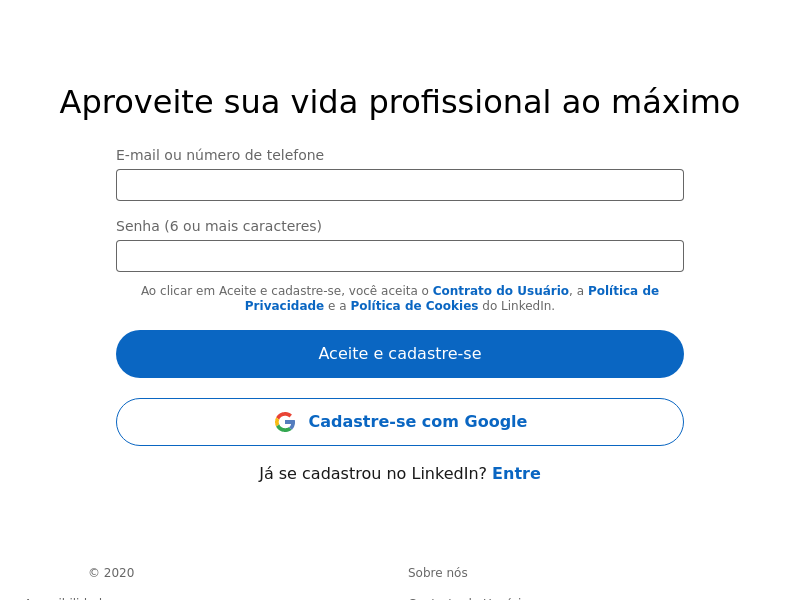 Aproveite sua vida profissional ao máximo
E-mail ou número de telefone
Senha (6 ou mais caracteres)
Ao clicar em Aceite e cadastre-se, você aceita o Contrato do Usuário, a Política de
Privacidade e a Política de Cookies do LinkedIn.
Aceite e cadastre-se
Cadastre-se com Google
Já se cadastrou no LinkedIn? Entre
© 2020
Sobre nós